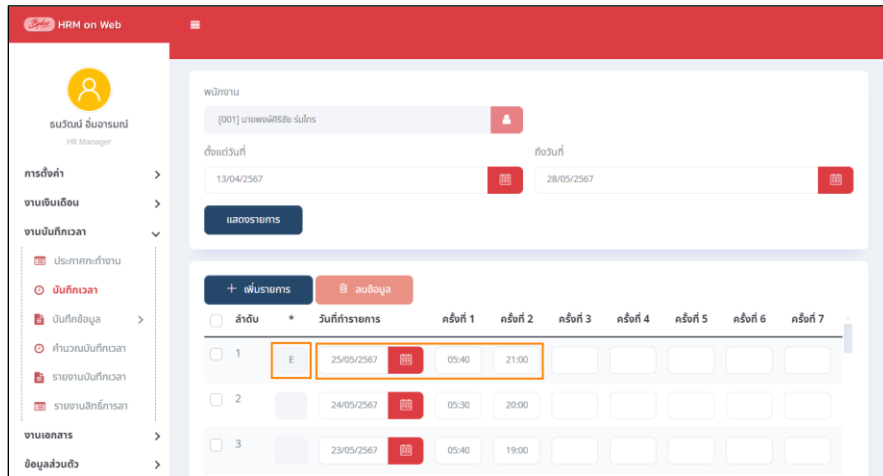 Byte HRM on Web
ธนวัฒน์ อิ่มอารมณ์
HR Manager
การตั้งค่า
งานเงินเดือน
งานบันทึกเวลา
ประกาศกะทำงาน
บันทึกเวลา
บันทึกข้อมูล
คำนวณบันทึกเวลา
รายงานบันทึกเวลา
รายงานสิทธิ์การลา
งานเอกสาร
ข้อมูลส่วนตัว
พนักงาน
[001] นายพงษ์ศิริชัย ร่มไทร
ตั้งแต่วันที่ ถึงวันที่
13/04/2567 28/05/2567
แสดงรายการ
+ เพิ่มรายการ ลบข้อมูล
ลำดับ * วันที่ทำรายการ ครั้งที่ 1 ครั้งที่ 2 ครั้งที่ 3 ครั้งที่ 4 ครั้งที่ 5 ครั้งที่ 6 ครั้งที่ 7
1 E 25/05/2567 05:40 21:00
2 24/05/2567 05:30 20:00
3 23/05/2567 05:40 19:00